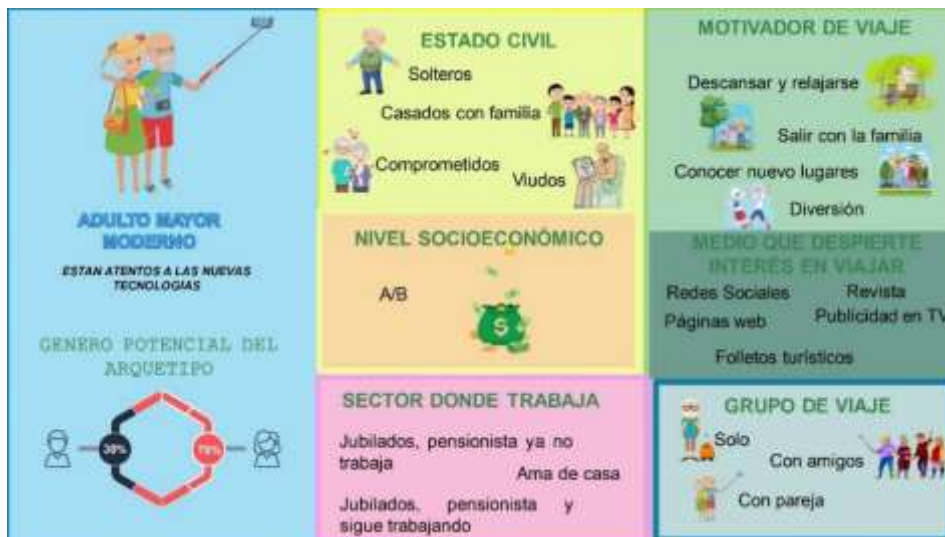 ADULTO MAYOR
MODERNO
ESTAN ATENTOS A LAS NUEVAS
TECNOLOGIAS
GENERO POTENCIAL DEL
ARQUETIPO
30%
70%
ESTADO CIVIL
Solteros
Casados con familia
Comprometidos
Viudos
NIVEL SOCIOECONÓMICO
A/B
$
SECTOR DONDE TRABAJA
Jubilados, pensionista ya no
trabaja
Ama de casa
Jubilados, pensionista y
sigue trabajando
MOTIVADOR DE VIAJE
Descansar y relajarse
Salir con la familia
Conocer nuevo lugares
Diversión
MEDIO QUE DESPIERTE
INTERÉS EN VIAJAR
Redes Sociales
Revista
Páginas web
Publicidad en TV
Folletos turísticos
GRUPO DE VIAJE
Solo
Con amigos
Con pareja